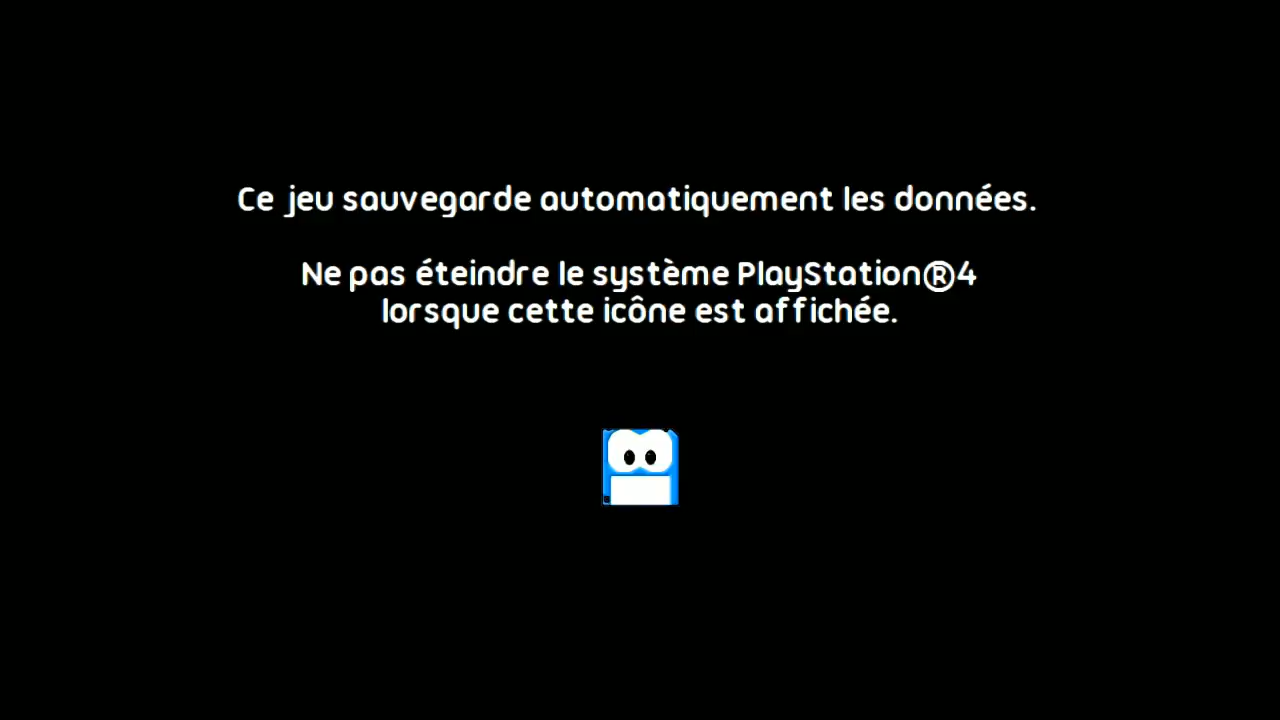 Ce jeu sauvegarde automatiquement les données.
Ne pas éteindre le système PlayStation®4
lorsque cette icône est affichée.